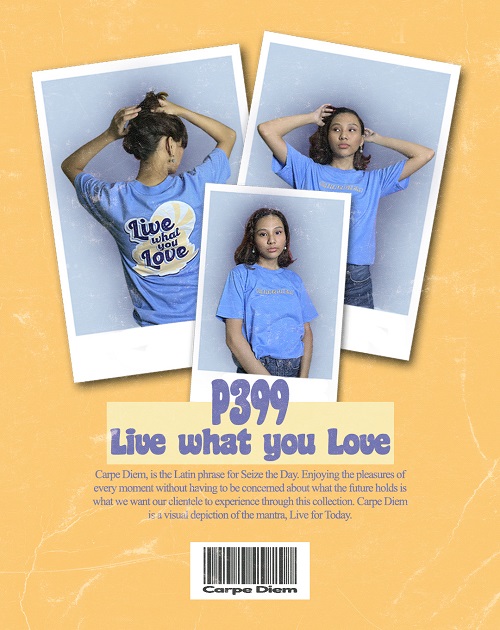 Live
what
you
Love
P399
Live what you Love
Carpe Diem, is the Latin phrase for Seize the Day. Enjoying the pleasures of
every moment without having to be concerned about what the future holds is
what we want our clientele to experience through this collection. Carpe Diem
is a visual depiction of the mantra, Live for Today.
Carpe Diem